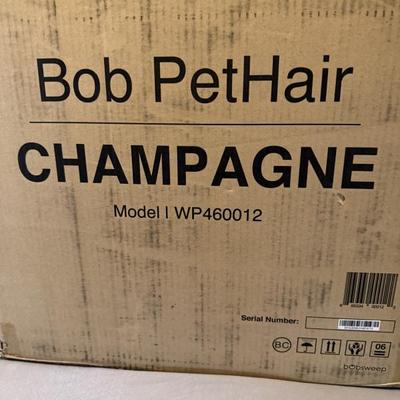 Bob PetHair
CHAMPAGNE
Model | WP460012
Serial Number:
BC
06
bobsweep